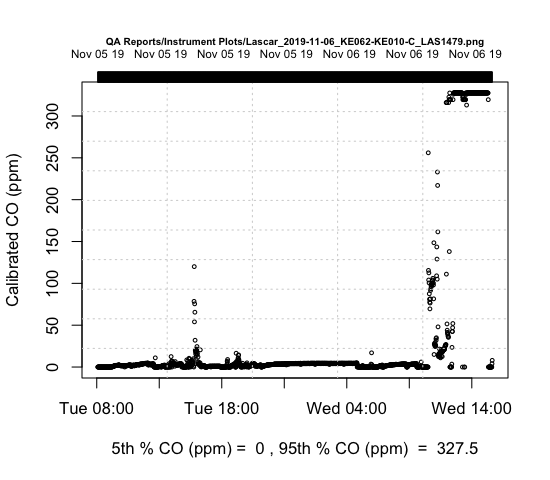 QA Reports/Instrument Plots/Lascar_2019-11-06_KE062-KE010-C_LAS1479.png
Nov 05 19 Nov 05 19 Nov 05 19 Nov 05 19 Nov 06 19 Nov 06 19 Nov 06 19
Calibrated CO (ppm)
300
250
200
150
100
50
0
Tue 08:00 Tue 18:00 Wed 04:00 Wed 14:00
5th % CO (ppm) = 0 , 95th % CO (ppm) = 327.5